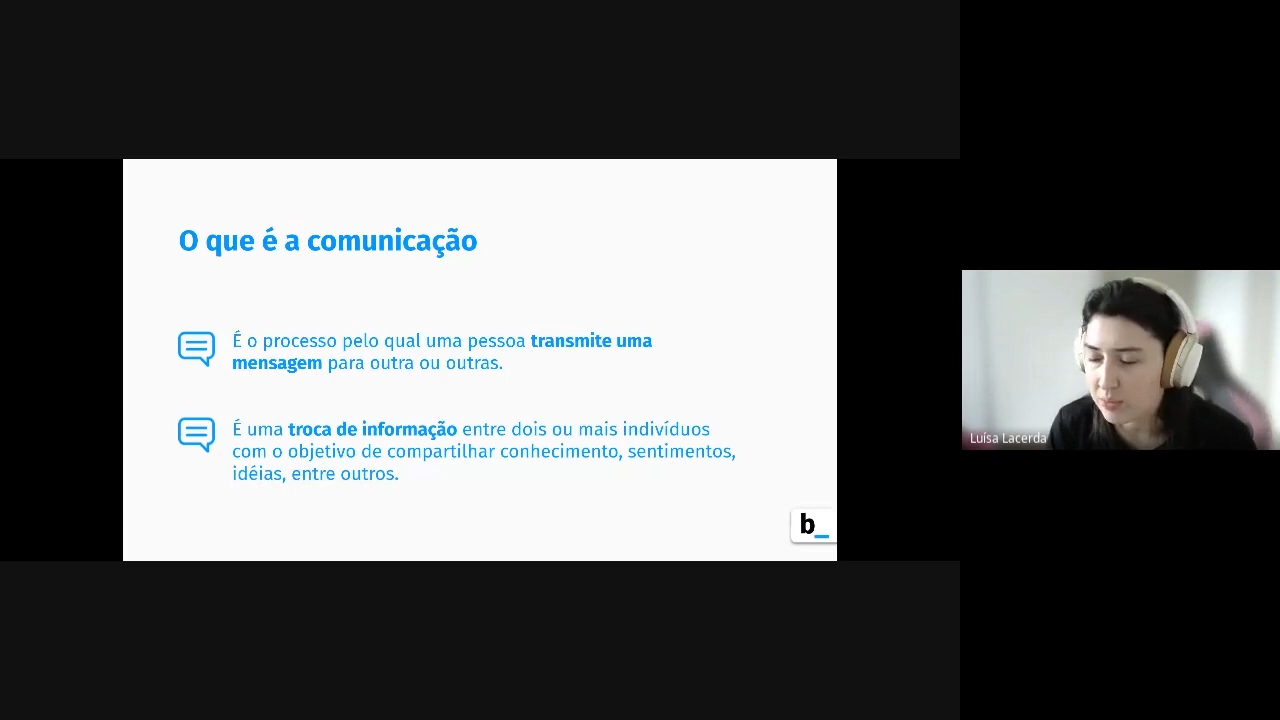 O que é a comunicação
É o processo pelo qual uma pessoa transmite uma
mensagem para outra ou outras.
É uma troca de informação entre dois ou mais indivíduos
com o objetivo de compartilhar conhecimento, sentimentos,
idéias, entre outros.
b_
Luísa Lacerda